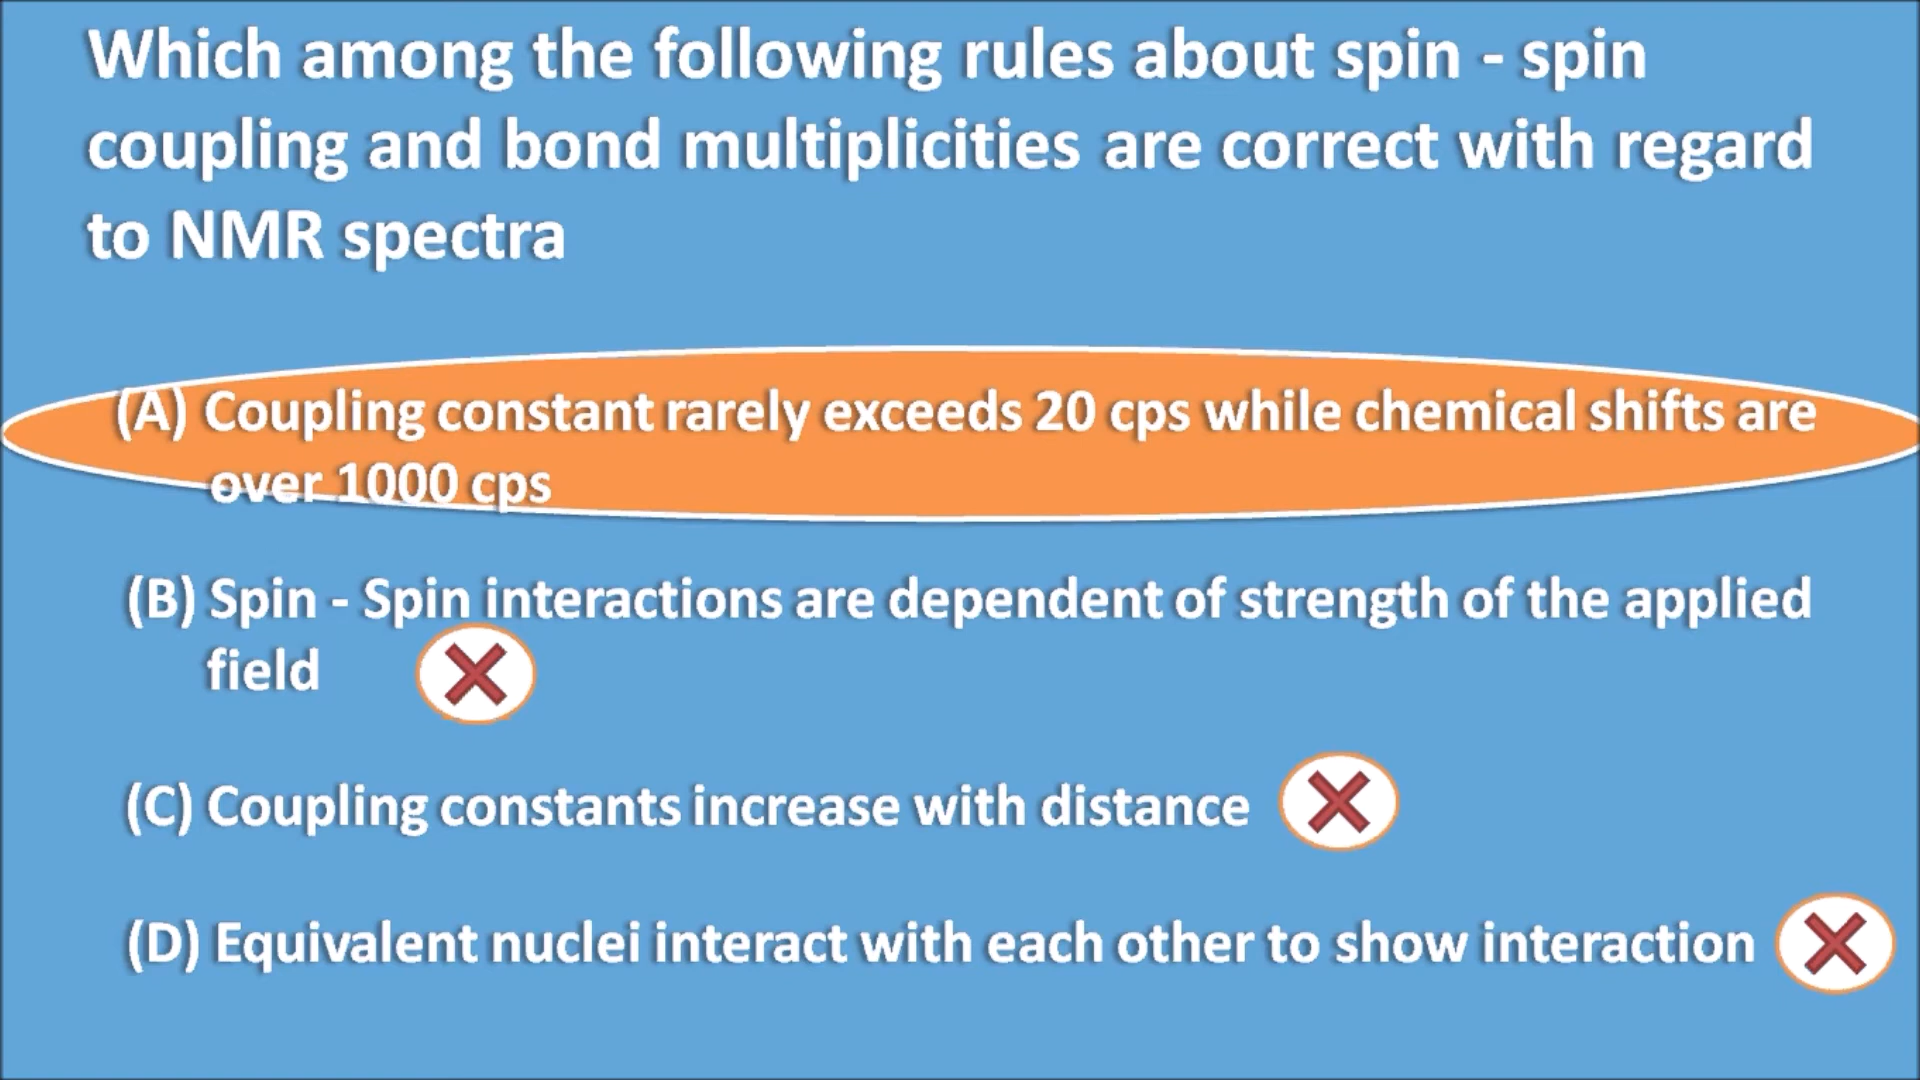 Which among the following rules about spin - spin
coupling and bond multiplicities are correct with regard
to NMR spectra
(A) Coupling constant rarely exceeds 20 cps while chemical shifts are
over 1000 cps
(B) Spin - Spin interactions are dependent of strength of the applied
field
(C) Coupling constants increase with distance
(D) Equivalent nuclei interact with each other to show interaction